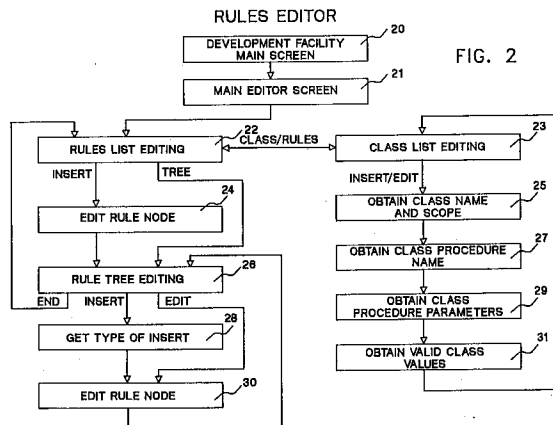 RULES EDITOR
20
DEVELOPMENT FACILITY
MAIN SCREEN
FIG. 2
21
MAIN EDITOR SCREEN
22
RULES LIST EDITING
CLASS/RULES
23
CLASS LIST EDITING
INSERT
TREE
INSERT/EDIT
24
EDIT RULE NODE
25
OBTAIN CLASS NAME
AND SCOPE
26
RULE TREE EDITING
27
OBTAIN CLASS PROCEDURE
NAME
END
INSERT
EDIT
28
GET TYPE OF INSERT
29
OBTAIN CLASS
PROCEDURE PARAMETERS
30
EDIT RULE NODE
31
OBTAIN VALID CLASS
VALUES